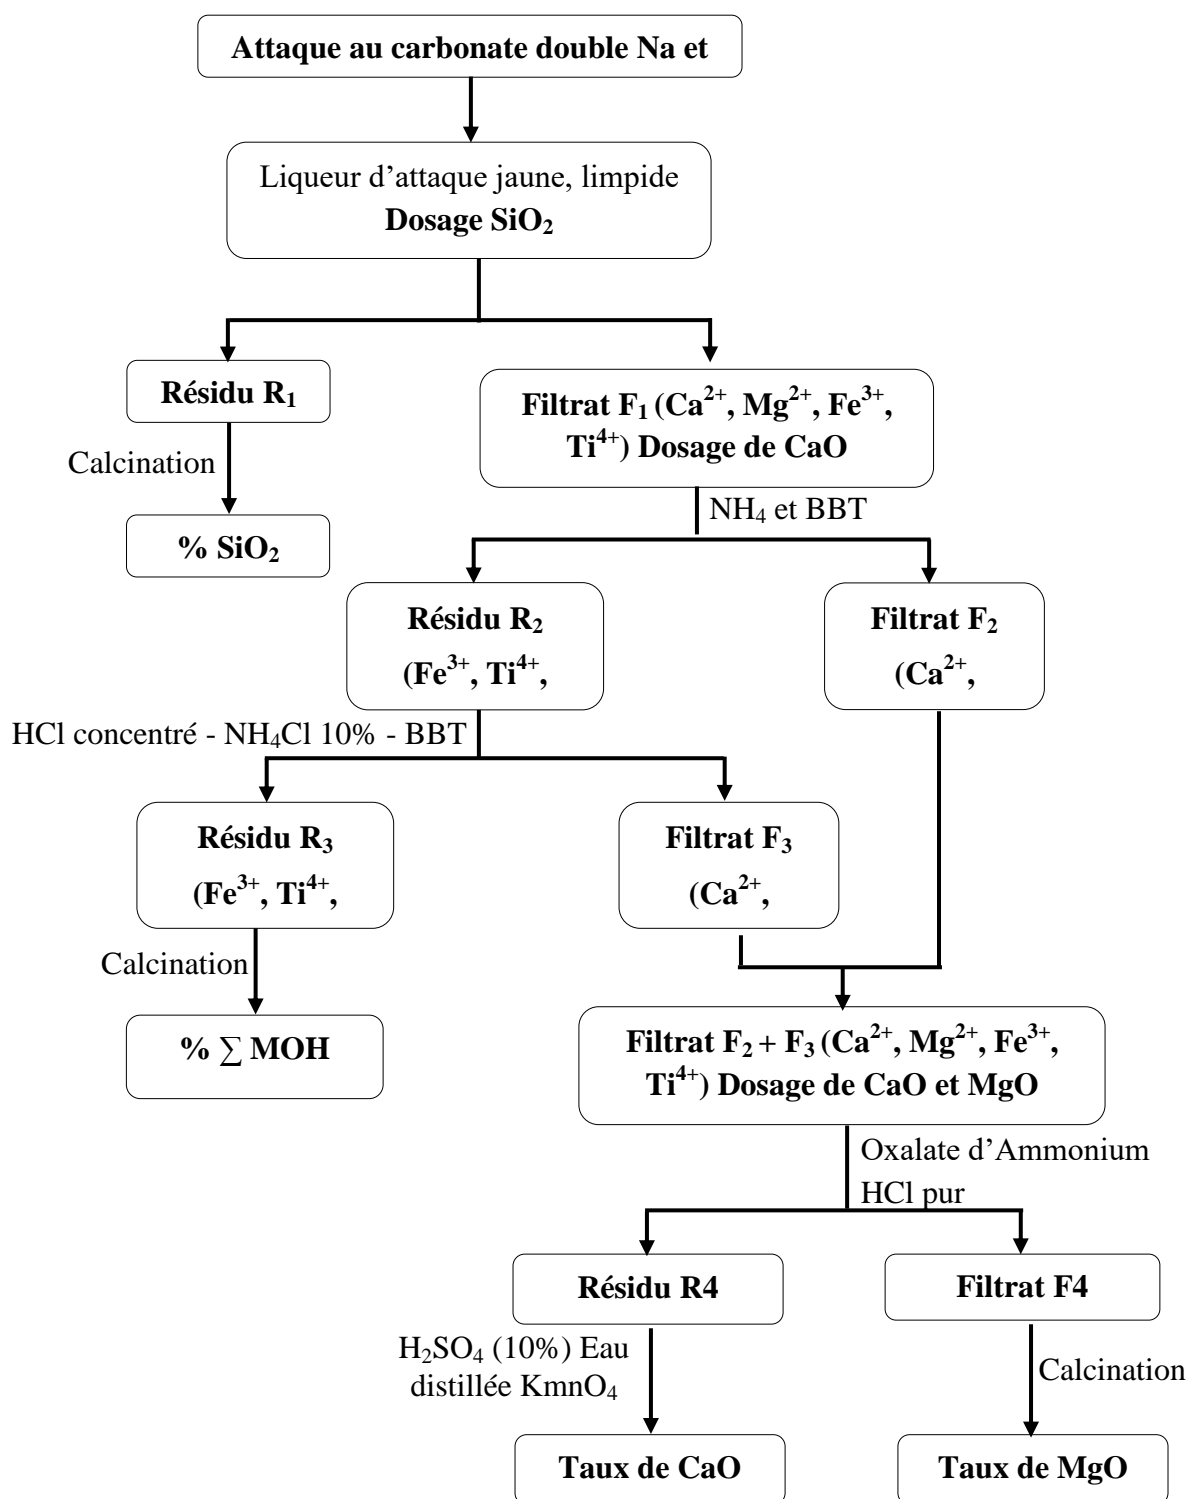 Attaque au carbonate double Na et
Liqueur d'attaque jaune, limpide
Dosage SiO₂
Résidu R₁
Filtrat F₁ (Ca²⁺, Mg²⁺, Fe³⁺,
Ti⁴⁺) Dosage de CaO
Calcination
NH₄ et BBT
% SiO₂
Résidu R₂
(Fe³⁺, Ti⁴⁺,
Filtrat F₂
(Ca²⁺,
HCl concentré - NH₄Cl 10% - BBT
Résidu R₃
(Fe³⁺, Ti⁴⁺,
Filtrat F₃
(Ca²⁺,
Calcination
% ∑ MOH
Filtrat F₂ + F₃ (Ca²⁺, Mg²⁺, Fe³⁺,
Ti⁴⁺) Dosage de CaO et MgO
Oxalate d'Ammonium
HCl pur
Résidu R4
Filtrat F4
H₂SO₄ (10%) Eau
distillée KmnO₄
Calcination
Taux de CaO
Taux de MgO